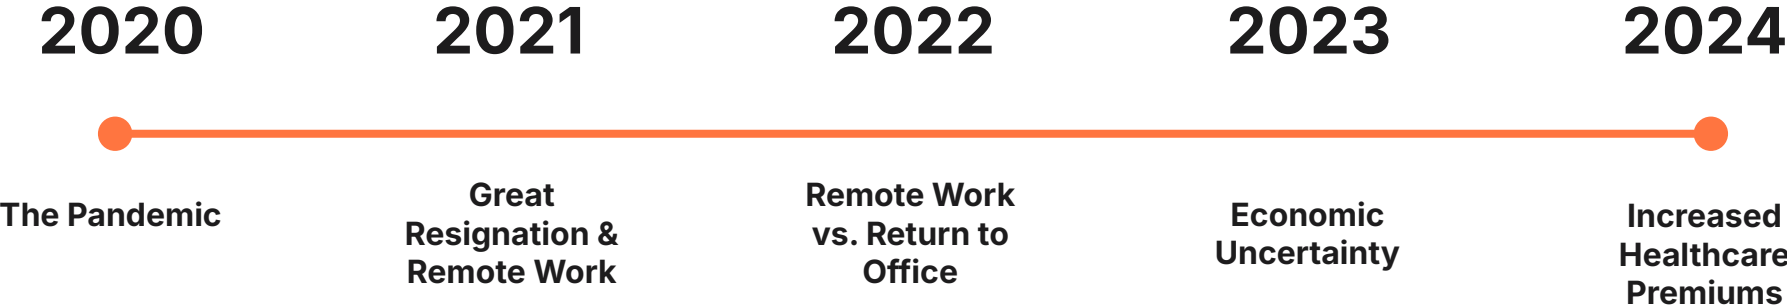 2020
2021
2022
2023
2024
The Pandemic
Great
Resignation &
Remote Work
Remote Work
vs. Return to
Office
Economic
Uncertainty
Increased
Healthcare
Premiums